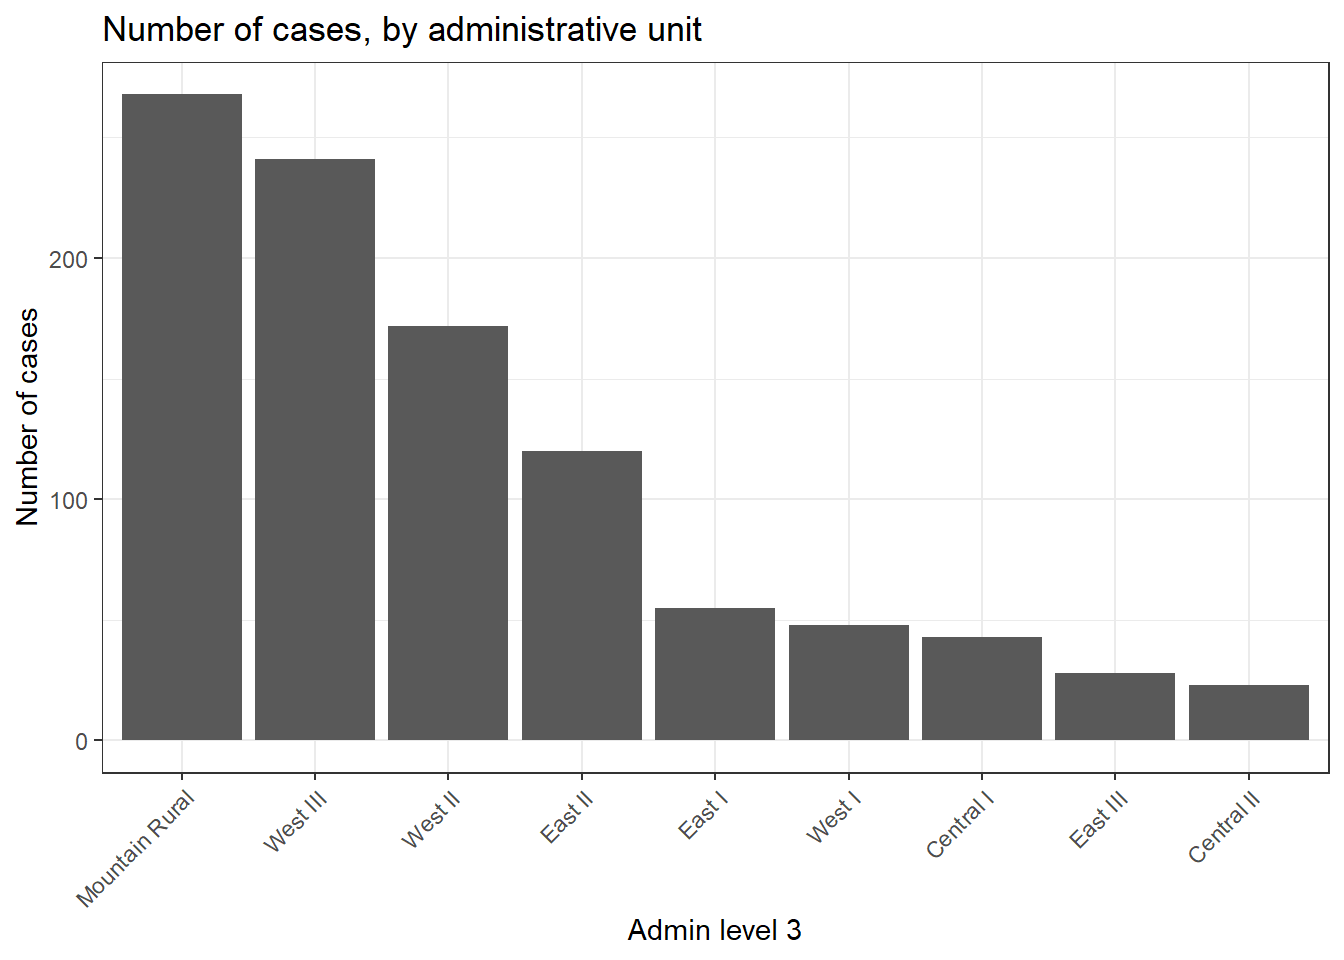 Number of cases, by administrative unit
Number of cases
200
100
0
Mountain Rural
West III
West II
East II
East I
West I
Central I
East III
Central II
Admin level 3